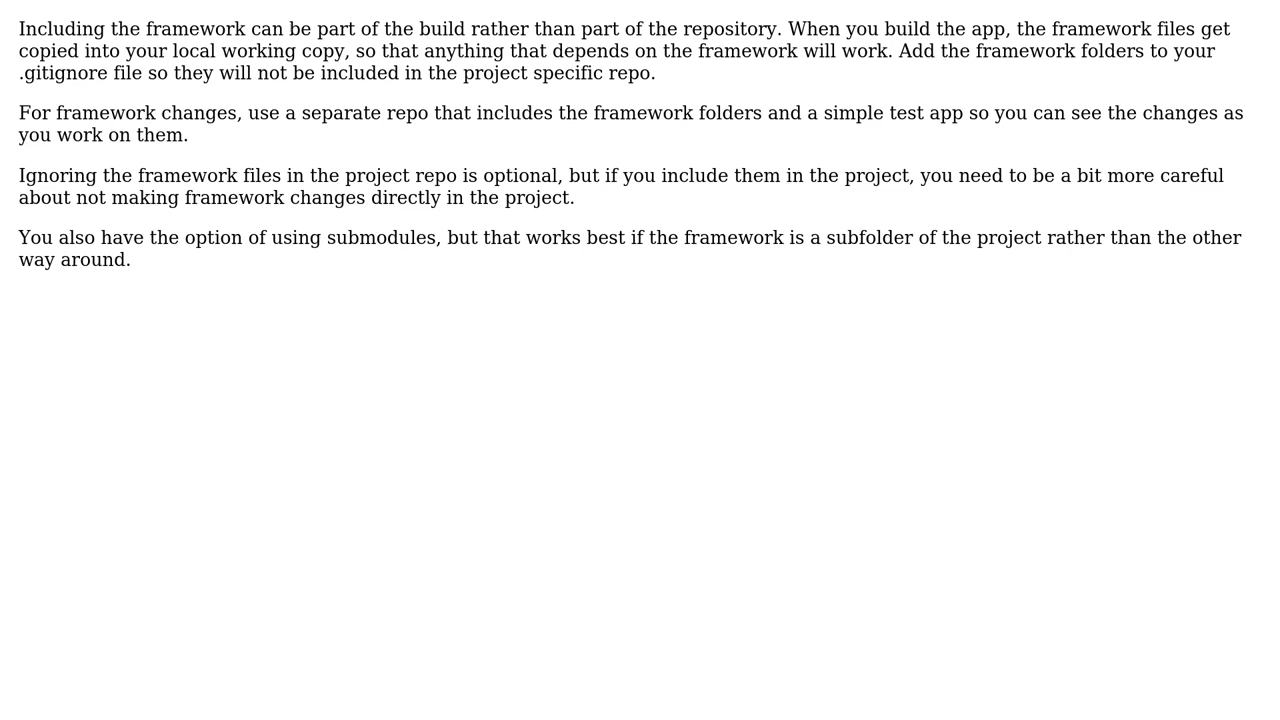 Including the framework can be part of the build rather than part of the repository. When you build the app, the framework files get
copied into your local working copy, so that anything that depends on the framework will work. Add the framework folders to your
.gitignore file so they will not be included in the project specific repo.
For framework changes, use a separate repo that includes the framework folders and a simple test app so you can see the changes as
you work on them.
Ignoring the framework files in the project repo is optional, but if you include them in the project, you need to be a bit more careful
about not making framework changes directly in the project.
You also have the option of using submodules, but that works best if the framework is a subfolder of the project rather than the other
way around.